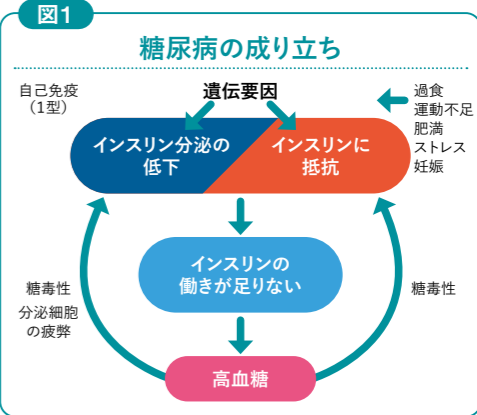 図1
糖尿病の成り立ち
自己免疫
（1型）
遺伝要因
過食
運動不足
肥満
ストレス
妊娠
インスリン分泌の
低下
インスリンに
抵抗
インスリンの
働きが足りない
糖毒性
分泌細胞
の疲弊
糖毒性
高血糖